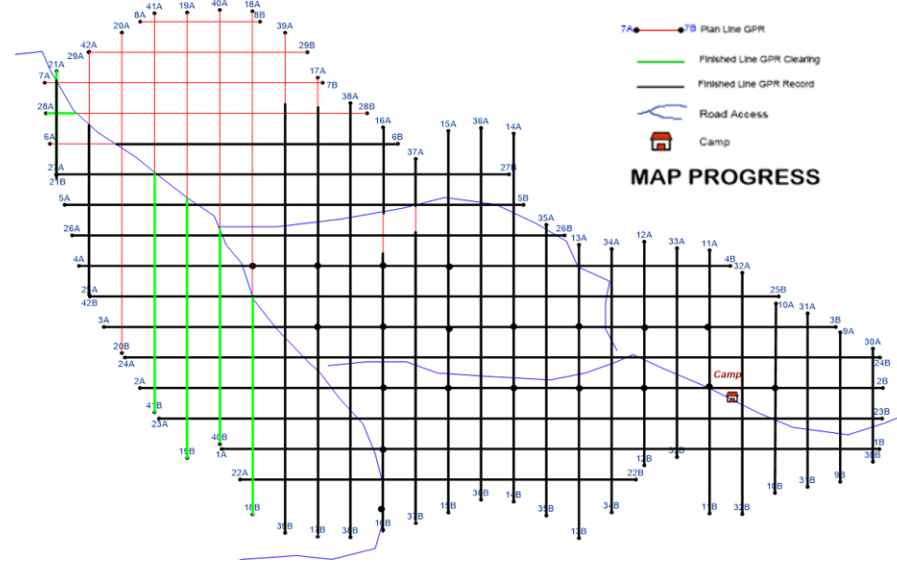 40A 18A
41A 19A
8A 8B
20A 39A
42A 29B
29A
21A 17A
7A 7B
38A
28A 28B
16A
15A 36A 14A
6A 6B
37A
27A 27B
21B
5A 5B
35A
26A 26B
13A 34A 12A 33A 11A
4A 4B
32A
25A 25B
42B 10A
31A
3A 3B
9A
30A
20B
24A 24B
Camp
2A 2B
41B
23A 23B
40B
1A 1B
19B
33B
12B 30B
22A 22B
9B
10B 31B
36B
14B
18B 15B 35B 34B 11B 32B
37B
39B 17B 38B 16B 13B
7A 7B Plan Line GPR
Finished Line GPR Clearing
Finished Line GPR Record
Road Access
Camp
MAP PROGRESS